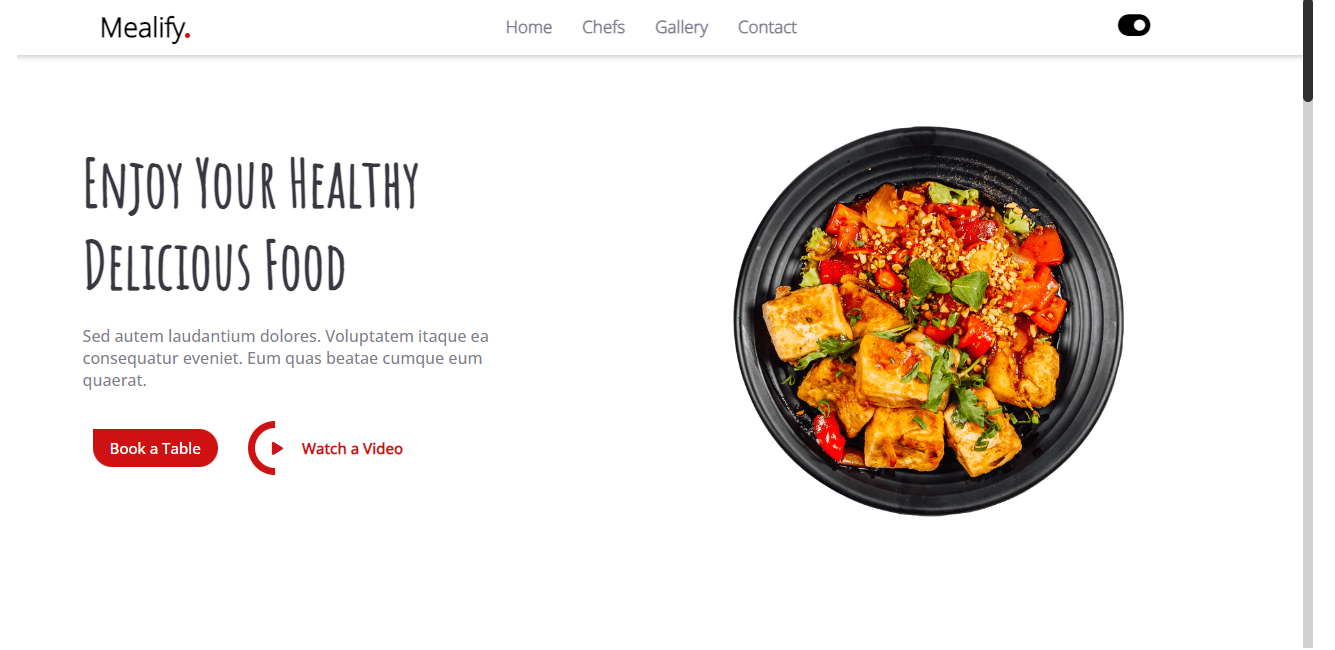 Mealify.
Home Chefs Gallery Contact
Enjoy Your Healthy
Delicious Food
Sed autem laudantium dolores. Voluptatem itaque ea
consequatur eveniet. Eum quas beatae cumque eum
quaerat.
Book a Table Watch a Video